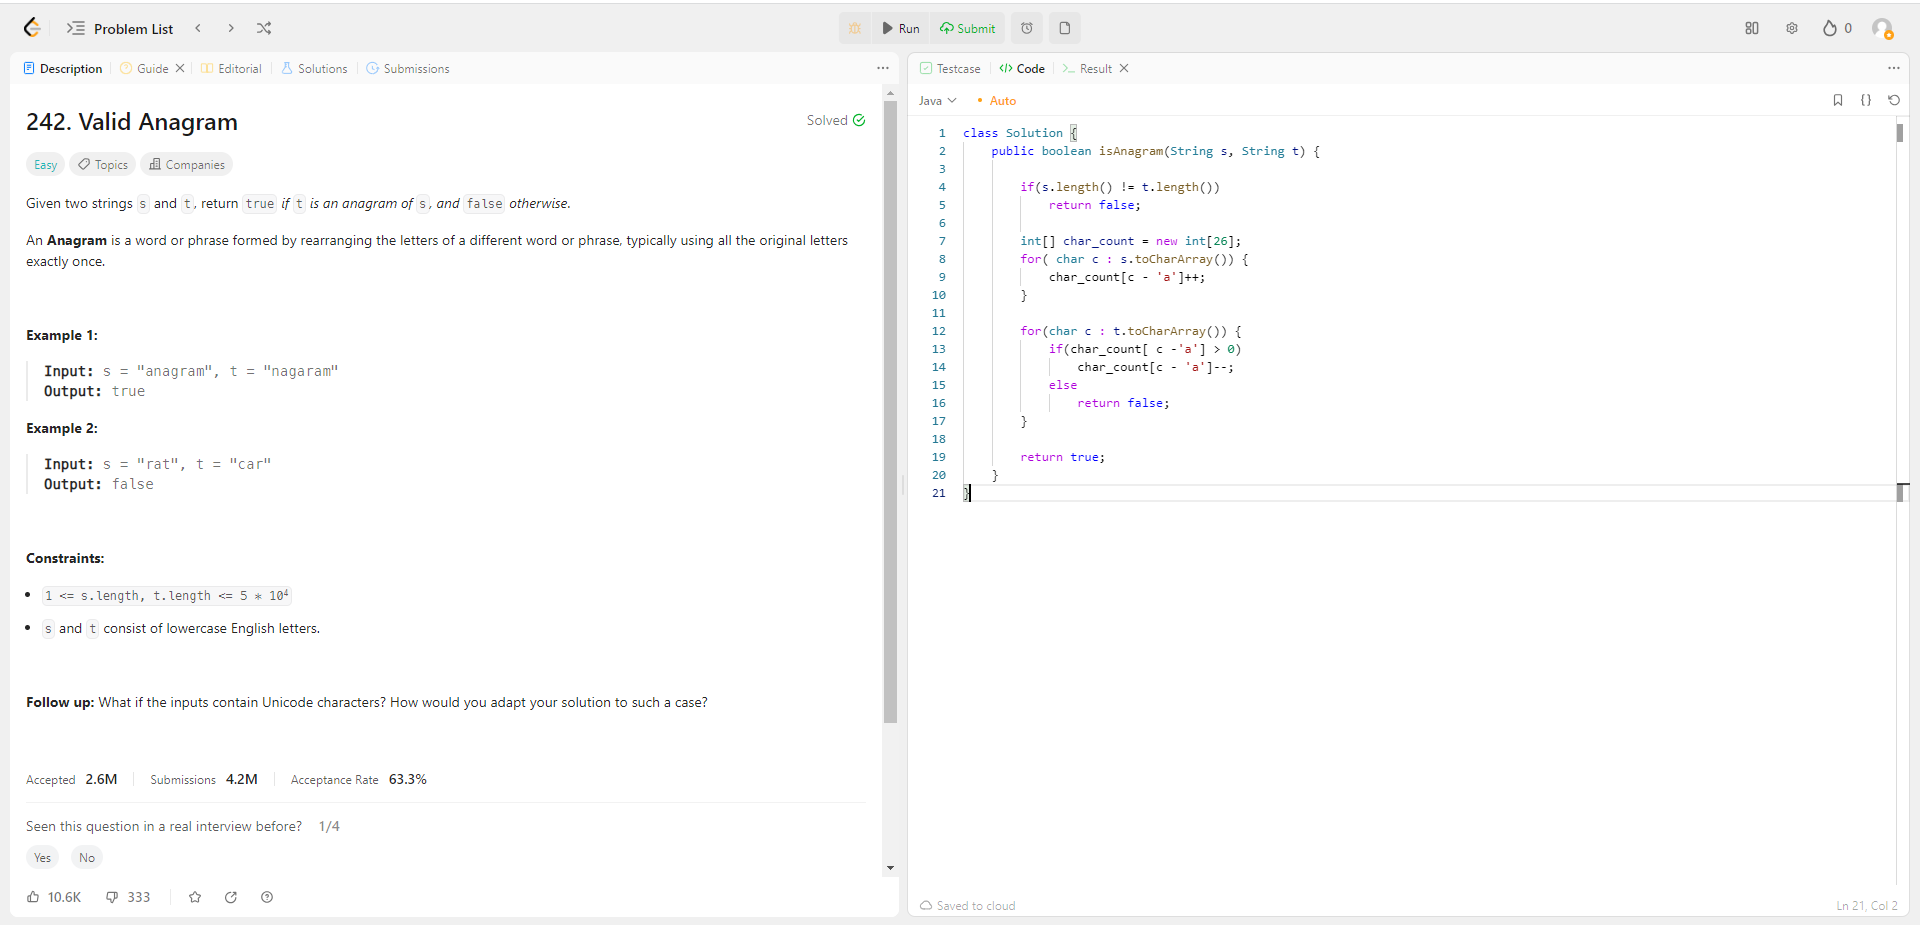 Problem List
Run
Submit
0
Description
Guide
Editorial
Solutions
Submissions
242. Valid Anagram
Solved
Easy
Topics
Companies
Given two strings s and t, return true if t is an anagram of s, and false otherwise.
An Anagram is a word or phrase formed by rearranging the letters of a different word or phrase, typically using all the original letters
exactly once.
Example 1:
Input: s = "anagram", t = "nagaram"
Output: true
Example 2:
Input: s = "rat", t = "car"
Output: false
Constraints:
1 <= s.length, t.length <= 5 * 10⁴
s and t consist of lowercase English letters.
Follow up: What if the inputs contain Unicode characters? How would you adapt your solution to such a case?
Accepted 2.6M
Submissions 4.2M
Acceptance Rate 63.3%
Seen this question in a real interview before? 1/4
Yes
No
10.6K
333
Testcase
</> Code
>_ Result
Java
• Auto
{}
1 class Solution {
2     public boolean isAnagram(String s, String t) {
3
4         if(s.length() != t.length())
5             return false;
6
7         int[] char_count = new int[26];
8         for( char c : s.toCharArray()) {
9             char_count[c - 'a']++;
10         }
11
12         for(char c : t.toCharArray()) {
13             if(char_count[ c -'a'] > 0)
14                 char_count[c - 'a']--;
15             else
16                 return false;
17         }
18
19         return true;
20     }
21 }
Saved to cloud
Ln 21, Col 2